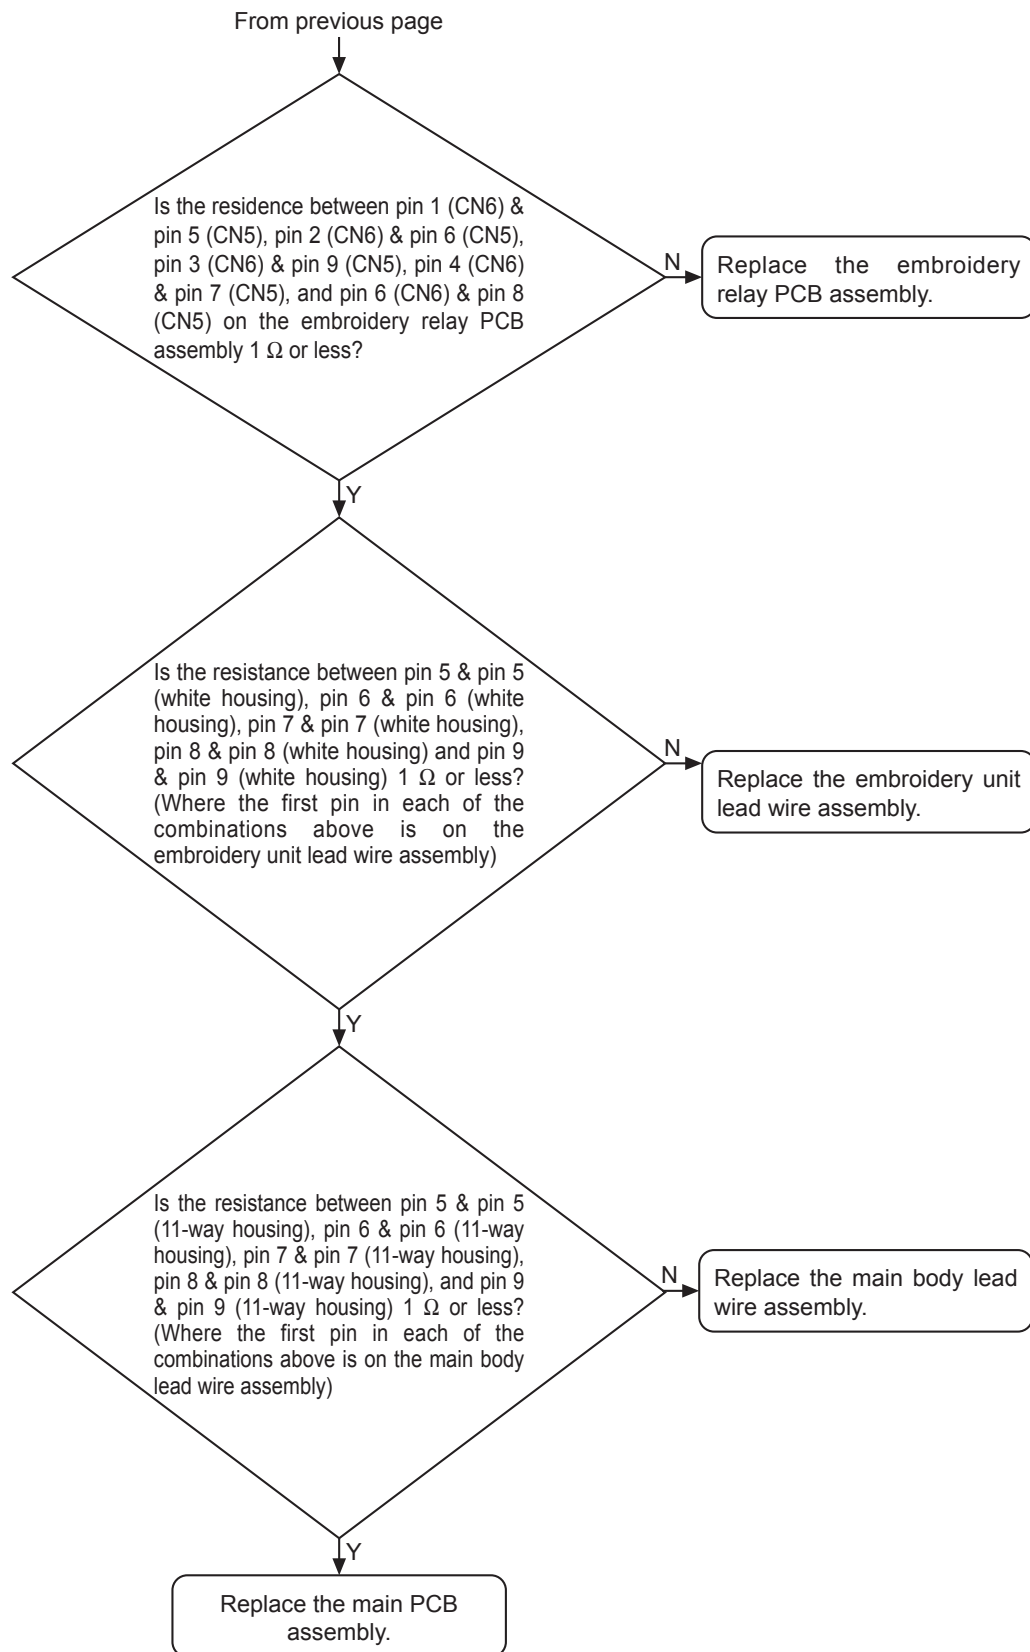 From previous page
Is the residence between pin 1 (CN6) &
pin 5 (CN5), pin 2 (CN6) & pin 6 (CN5),
pin 3 (CN6) & pin 9 (CN5), pin 4 (CN6)
& pin 7 (CN5), and pin 6 (CN6) & pin 8
(CN5) on the embroidery relay PCB
assembly 1 Ω or less?
N
Replace the embroidery
relay PCB assembly.
Y
Is the resistance between pin 5 & pin 5
(white housing), pin 6 & pin 6 (white
housing), pin 7 & pin 7 (white housing),
pin 8 & pin 8 (white housing) and pin 9
& pin 9 (white housing) 1 Ω or less?
(Where the first pin in each of the
combinations above is on the
embroidery unit lead wire assembly)
N
Replace the embroidery unit
lead wire assembly.
Y
Is the resistance between pin 5 & pin 5
(11-way housing), pin 6 & pin 6 (11-way
housing), pin 7 & pin 7 (11-way housing),
pin 8 & pin 8 (11-way housing), and pin 9
& pin 9 (11-way housing) 1 Ω or less?
(Where the first pin in each of the
combinations above is on the main body
lead wire assembly)
N
Replace the main body lead
wire assembly.
Y
Replace the main PCB
assembly.